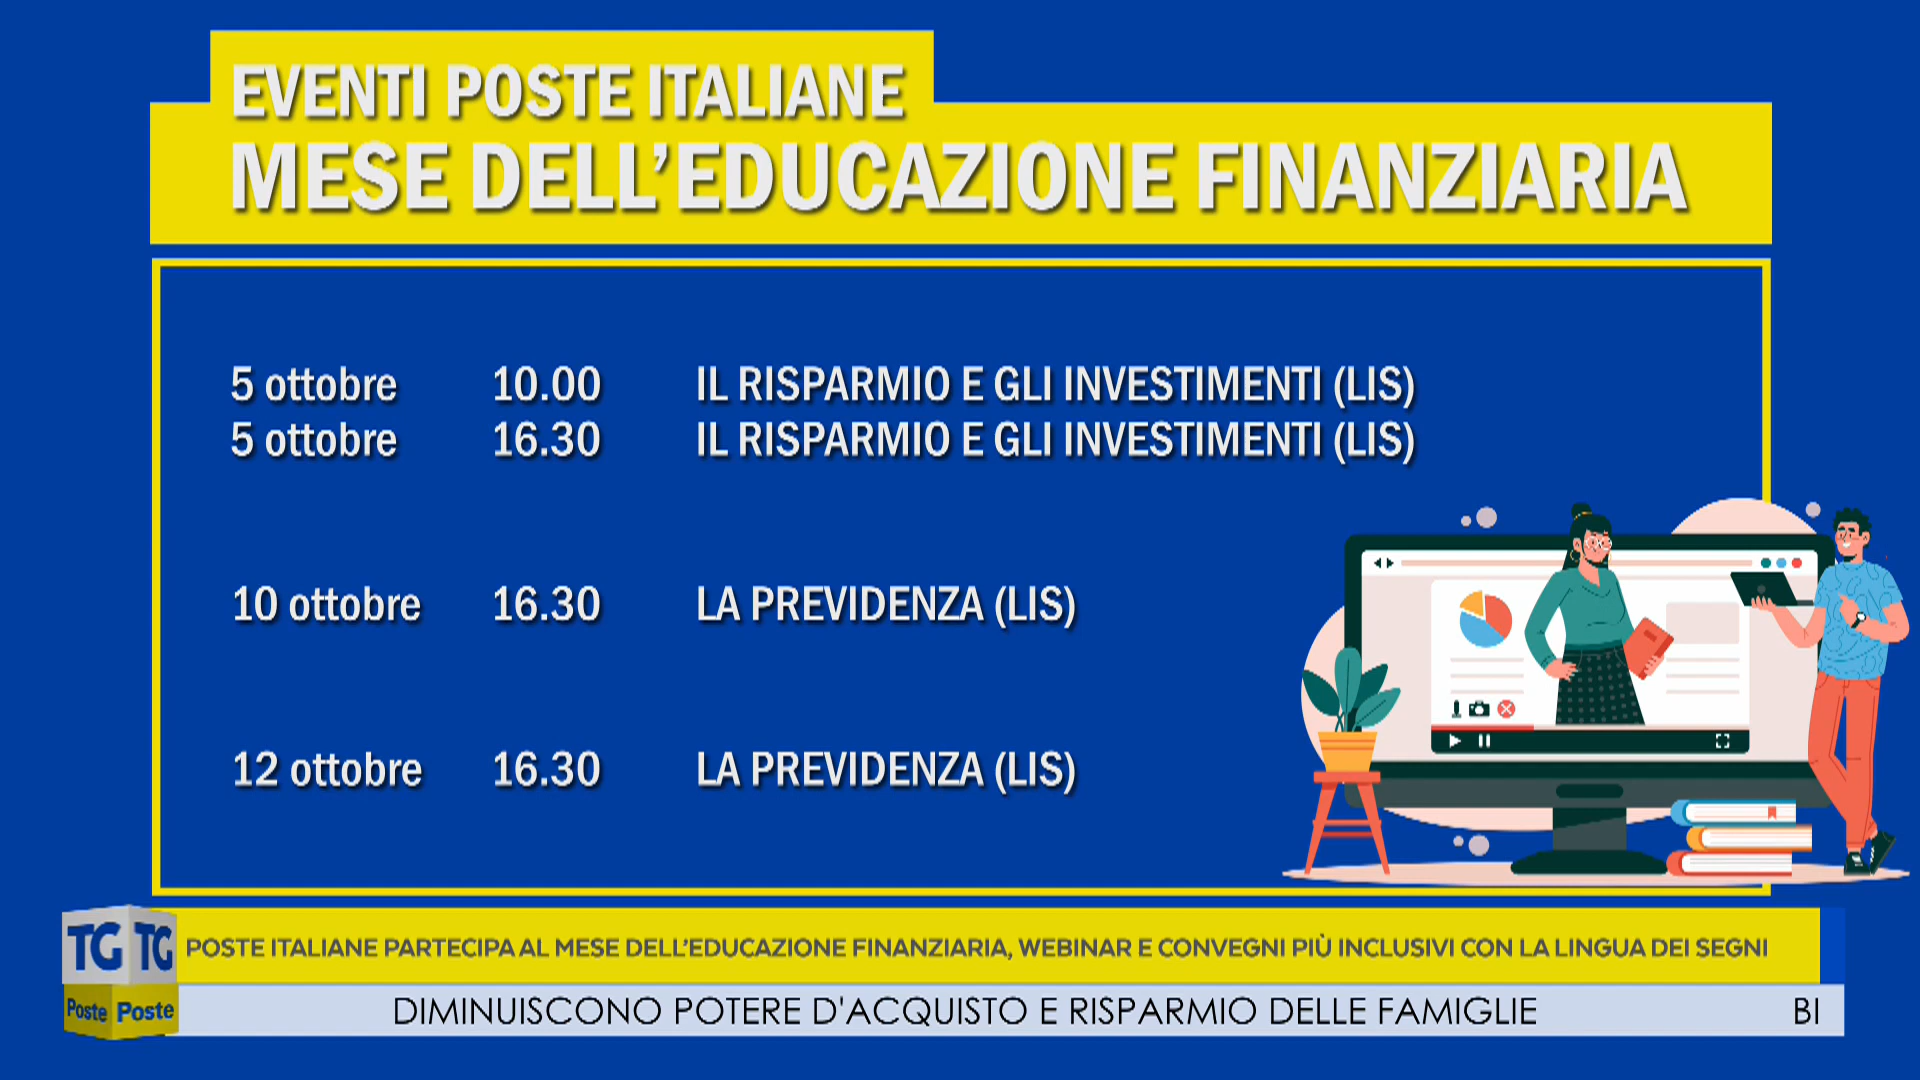 EVENTI POSTE ITALIANE
MESE DELL'EDUCAZIONE FINANZIARIA
5 ottobre 10.00 IL RISPARMIO E GLI INVESTIMENTI (LIS)
5 ottobre 16.30 IL RISPARMIO E GLI INVESTIMENTI (LIS)
10 ottobre 16.30 LA PREVIDENZA (LIS)
12 ottobre 16.30 LA PREVIDENZA (LIS)
TG TG
POSTE ITALIANE PARTECIPA AL MESE DELL'EDUCAZIONE FINANZIARIA, WEBINAR E CONVEGNI PIÙ INCLUSIVI CON LA LINGUA DEI SEGNI
Poste Poste
DIMINUISCONO POTERE D'ACQUISTO E RISPARMIO DELLE FAMIGLIE BI